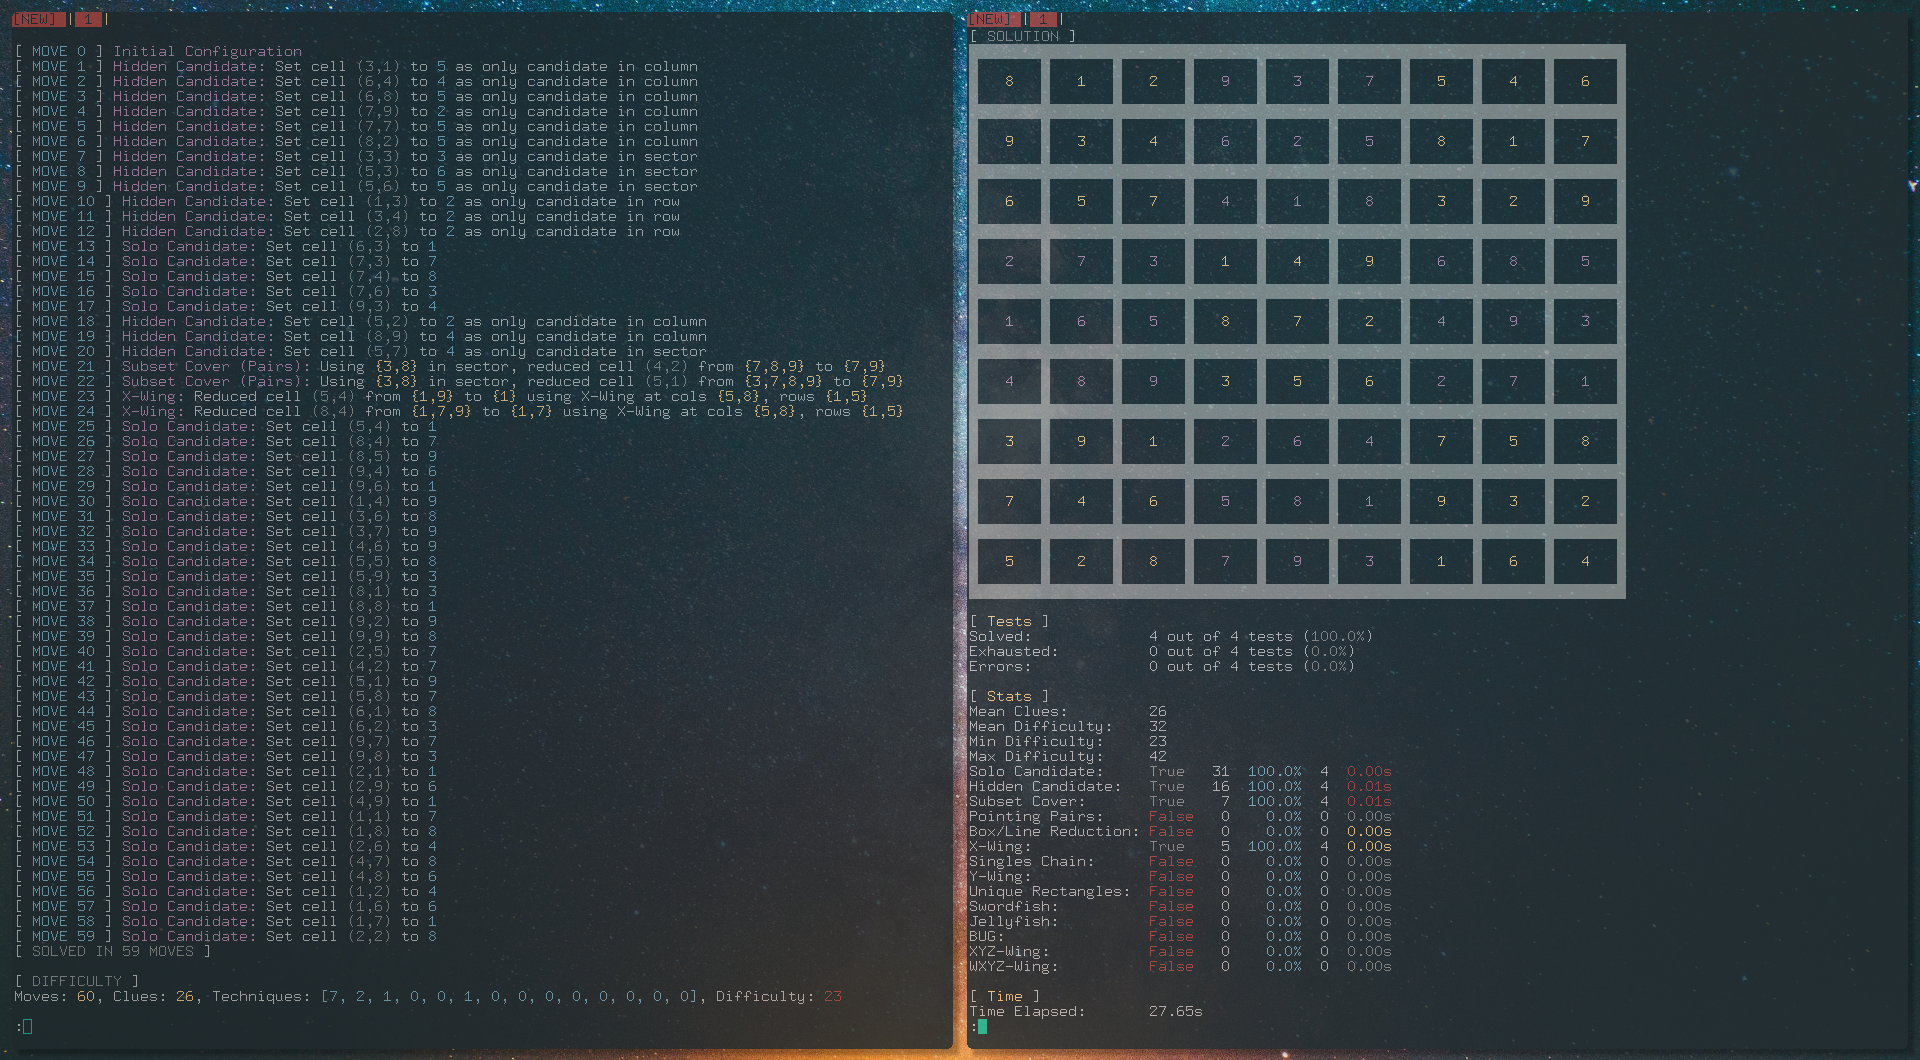 [NEW] | 1 |
[ MOVE 0 ] Initial Configuration
[ MOVE 1 ] Hidden Candidate: Set cell (3,1) to 5 as only candidate in column
[ MOVE 2 ] Hidden Candidate: Set cell (6,4) to 4 as only candidate in column
[ MOVE 3 ] Hidden Candidate: Set cell (6,8) to 5 as only candidate in column
[ MOVE 4 ] Hidden Candidate: Set cell (7,9) to 2 as only candidate in column
[ MOVE 5 ] Hidden Candidate: Set cell (7,7) to 5 as only candidate in column
[ MOVE 6 ] Hidden Candidate: Set cell (8,2) to 5 as only candidate in column
[ MOVE 7 ] Hidden Candidate: Set cell (3,3) to 3 as only candidate in sector
[ MOVE 8 ] Hidden Candidate: Set cell (5,3) to 6 as only candidate in sector
[ MOVE 9 ] Hidden Candidate: Set cell (5,6) to 5 as only candidate in sector
[ MOVE 10 ] Hidden Candidate: Set cell (1,3) to 2 as only candidate in row
[ MOVE 11 ] Hidden Candidate: Set cell (3,4) to 2 as only candidate in row
[ MOVE 12 ] Hidden Candidate: Set cell (2,8) to 2 as only candidate in row
[ MOVE 13 ] Solo Candidate: Set cell (6,3) to 1
[ MOVE 14 ] Solo Candidate: Set cell (7,3) to 7
[ MOVE 15 ] Solo Candidate: Set cell (7,4) to 8
[ MOVE 16 ] Solo Candidate: Set cell (7,6) to 3
[ MOVE 17 ] Solo Candidate: Set cell (9,3) to 4
[ MOVE 18 ] Hidden Candidate: Set cell (5,2) to 2 as only candidate in column
[ MOVE 19 ] Hidden Candidate: Set cell (8,9) to 4 as only candidate in column
[ MOVE 20 ] Hidden Candidate: Set cell (5,7) to 4 as only candidate in sector
[ MOVE 21 ] Subset Cover (Pairs): Using {3,8} in sector, reduced cell (4,2) from {7,8,9} to {7,9}
[ MOVE 22 ] Subset Cover (Pairs): Using {3,8} in sector, reduced cell (5,1) from {3,7,8,9} to {7,9}
[ MOVE 23 ] X-Wing: Reduced cell (5,4) from {1,9} to {1} using X-Wing at cols {5,8}, rows {1,5}
[ MOVE 24 ] X-Wing: Reduced cell (8,4) from {1,7,9} to {1,7} using X-Wing at cols {5,8}, rows {1,5}
[ MOVE 25 ] Solo Candidate: Set cell (5,4) to 1
[ MOVE 26 ] Solo Candidate: Set cell (8,4) to 7
[ MOVE 27 ] Solo Candidate: Set cell (8,5) to 9
[ MOVE 28 ] Solo Candidate: Set cell (9,4) to 6
[ MOVE 29 ] Solo Candidate: Set cell (9,6) to 1
[ MOVE 30 ] Solo Candidate: Set cell (1,4) to 9
[ MOVE 31 ] Solo Candidate: Set cell (3,6) to 8
[ MOVE 32 ] Solo Candidate: Set cell (3,7) to 9
[ MOVE 33 ] Solo Candidate: Set cell (4,6) to 9
[ MOVE 34 ] Solo Candidate: Set cell (5,5) to 8
[ MOVE 35 ] Solo Candidate: Set cell (5,9) to 3
[ MOVE 36 ] Solo Candidate: Set cell (8,1) to 3
[ MOVE 37 ] Solo Candidate: Set cell (8,8) to 1
[ MOVE 38 ] Solo Candidate: Set cell (9,2) to 9
[ MOVE 39 ] Solo Candidate: Set cell (9,9) to 8
[ MOVE 40 ] Solo Candidate: Set cell (2,5) to 7
[ MOVE 41 ] Solo Candidate: Set cell (4,2) to 7
[ MOVE 42 ] Solo Candidate: Set cell (5,1) to 9
[ MOVE 43 ] Solo Candidate: Set cell (5,8) to 7
[ MOVE 44 ] Solo Candidate: Set cell (6,1) to 8
[ MOVE 45 ] Solo Candidate: Set cell (6,2) to 3
[ MOVE 46 ] Solo Candidate: Set cell (9,7) to 7
[ MOVE 47 ] Solo Candidate: Set cell (9,8) to 3
[ MOVE 48 ] Solo Candidate: Set cell (2,1) to 1
[ MOVE 49 ] Solo Candidate: Set cell (2,9) to 6
[ MOVE 50 ] Solo Candidate: Set cell (4,9) to 1
[ MOVE 51 ] Solo Candidate: Set cell (1,1) to 7
[ MOVE 52 ] Solo Candidate: Set cell (1,8) to 8
[ MOVE 53 ] Solo Candidate: Set cell (2,6) to 4
[ MOVE 54 ] Solo Candidate: Set cell (4,7) to 8
[ MOVE 55 ] Solo Candidate: Set cell (4,8) to 6
[ MOVE 56 ] Solo Candidate: Set cell (1,2) to 4
[ MOVE 57 ] Solo Candidate: Set cell (1,6) to 6
[ MOVE 58 ] Solo Candidate: Set cell (1,7) to 1
[ MOVE 59 ] Solo Candidate: Set cell (2,2) to 8
[ SOLVED IN 59 MOVES ]
[ DIFFICULTY ]
Moves: 60, Clues: 26, Techniques: [7, 2, 1, 0, 0, 1, 0, 0, 0, 0, 0, 0, 0, 0], Difficulty: 23
:
[NEW] | 1 |
[ SOLUTION ]
8 1 2 9 3 7 5 4 6
9 3 4 6 2 5 8 1 7
6 5 7 4 1 8 3 2 9
2 7 3 1 4 9 6 8 5
1 6 5 8 7 2 4 9 3
4 8 9 3 5 6 2 7 1
3 9 1 2 6 4 7 5 8
7 4 6 5 8 1 9 3 2
5 2 8 7 9 3 1 6 4
[ Tests ]
Solved: 4 out of 4 tests (100.0%)
Exhausted: 0 out of 4 tests (0.0%)
Errors: 0 out of 4 tests (0.0%)
[ Stats ]
Mean Clues: 26
Mean Difficulty: 32
Min Difficulty: 23
Max Difficulty: 42
Solo Candidate: True 31 100.0% 4 0.00s
Hidden Candidate: True 16 100.0% 4 0.01s
Subset Cover: True 7 100.0% 4 0.01s
Pointing Pairs: False 0 0.0% 0 0.00s
Box/Line Reduction: False 0 0.0% 0 0.00s
X-Wing: True 5 100.0% 4 0.00s
Singles Chain: False 0 0.0% 0 0.00s
Y-Wing: False 0 0.0% 0 0.00s
Unique Rectangles: False 0 0.0% 0 0.00s
Swordfish: False 0 0.0% 0 0.00s
Jellyfish: False 0 0.0% 0 0.00s
BUG: False 0 0.0% 0 0.00s
XYZ-Wing: False 0 0.0% 0 0.00s
WXYZ-Wing: False 0 0.0% 0 0.00s
[ Time ]
Time Elapsed: 27.65s
: